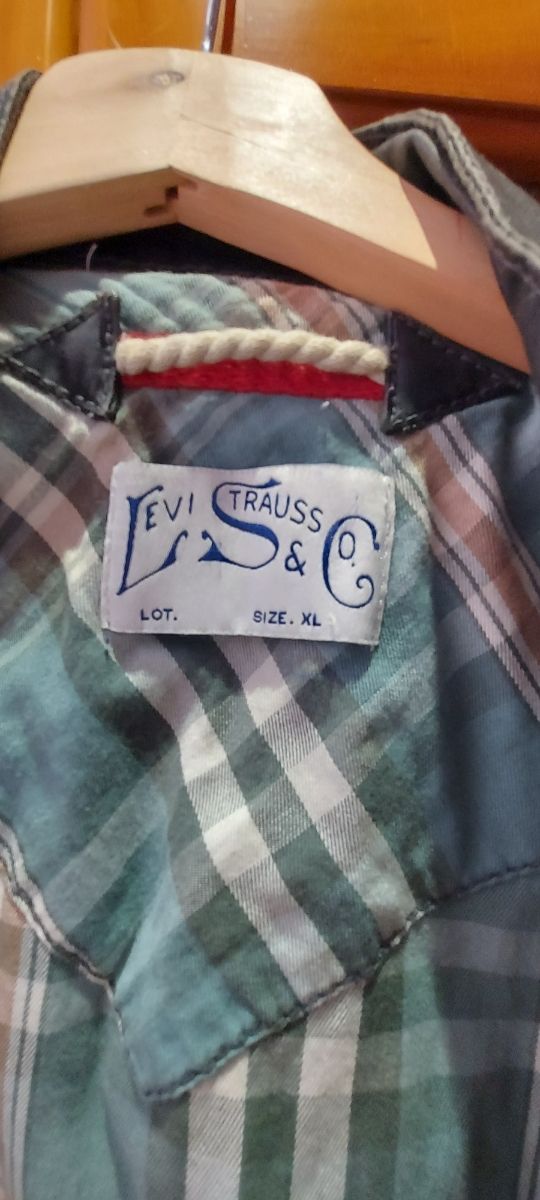 LEVI STRAUSS
& CO.
LOT. SIZE. XL